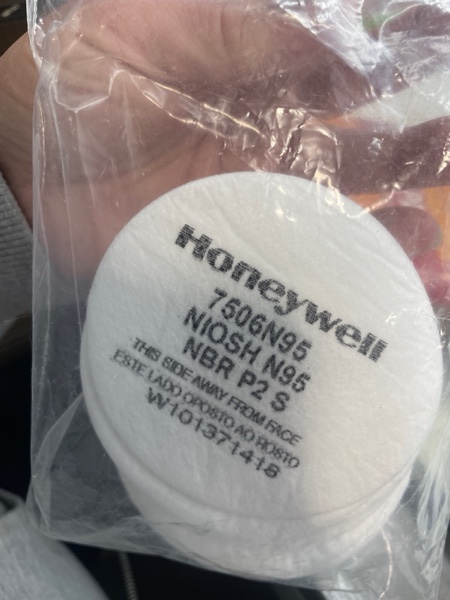 Honeywell
7506N95
NIOSH N95
NBR P2 S
THIS SIDE AWAY FROM FACE
ESTE LADO OPOSTO AO ROSTO
W101371418